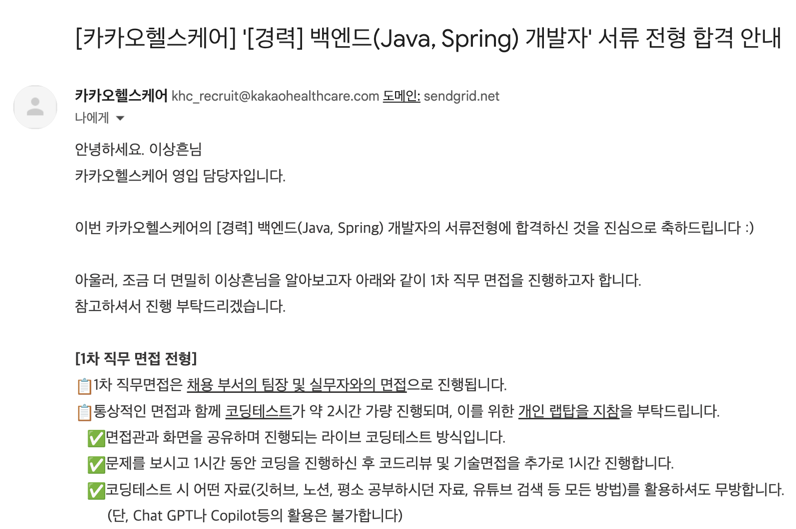 [카카오헬스케어] '[경력] 백엔드(Java, Spring) 개발자' 서류 전형 합격 안내
카카오헬스케어 khc_recruit@kakaohealthcare.com 도메인: sendgrid.net
나에게
안녕하세요. 이상흔님
카카오헬스케어 영입 담당자입니다.
이번 카카오헬스케어의 [경력] 백엔드(Java, Spring) 개발자의 서류전형에 합격하신 것을 진심으로 축하드립니다 :)
아울러, 조금 더 면밀히 이상흔님을 알아보고자 아래와 같이 1차 직무 면접을 진행하고자 합니다.
참고하셔서 진행 부탁드리겠습니다.
[1차 직무 면접 전형]
📋1차 직무면접은 채용 부서의 팀장 및 실무자와의 면접으로 진행됩니다.
📋통상적인 면접과 함께 코딩테스트가 약 2시간 가량 진행되며, 이를 위한 개인 랩탑을 지참을 부탁드립니다.
✅면접관과 화면을 공유하며 진행되는 라이브 코딩테스트 방식입니다.
✅문제를 보시고 1시간 동안 코딩을 진행하신 후 코드리뷰 및 기술면접을 추가로 1시간 진행합니다.
✅코딩테스트 시 어떤 자료(깃허브, 노션, 평소 공부하시던 자료, 유튜브 검색 등 모든 방법)를 활용하셔도 무방합니다.
(단, Chat GPT나 Copilot등의 활용은 불가합니다)